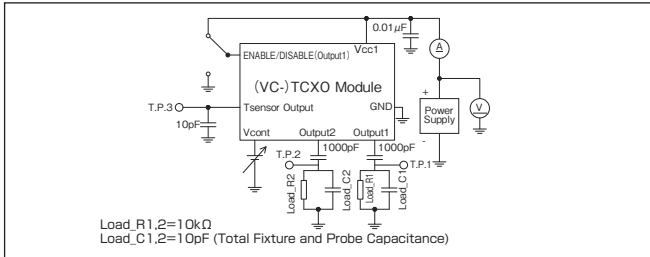 0.01μF
A
Vcc1
ENABLE/DISABLE(Output1)
(VC-)TCXO Module
+
Power
Supply
-
V
T.P.3
Tsensor Output
GND
10pF
Vcont
Output2
Output1
1000pF
1000pF
T.P.2
T.P.1
Load_R2
Load_C2
Load_R1
Load_C1
Load_R1,2=10kΩ
Load_C1,2=10pF (Total Fixture and Probe Capacitance)